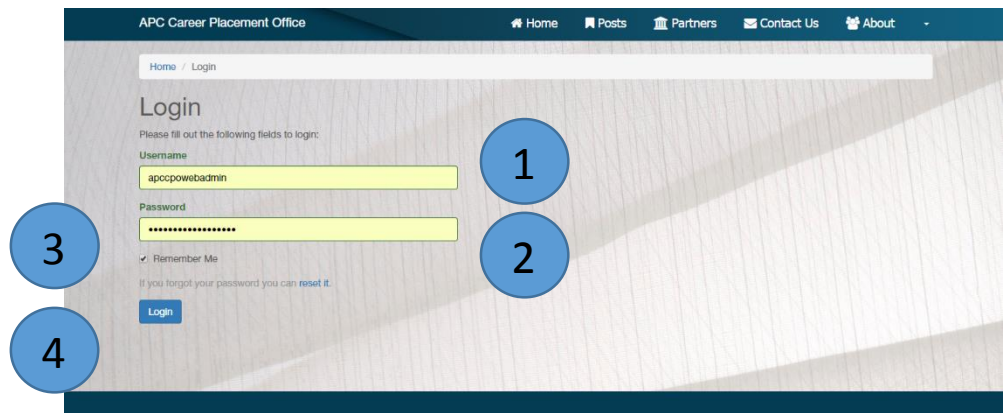 APC Career Placement Office Home Posts Partners Contact Us About
Home / Login
Login
Please fill out the following fields to login:
Username
apccpowebadmin
1
Password
••••••••••••••••••
2
3
Remember Me
If you forgot your password you can reset it.
Login
4